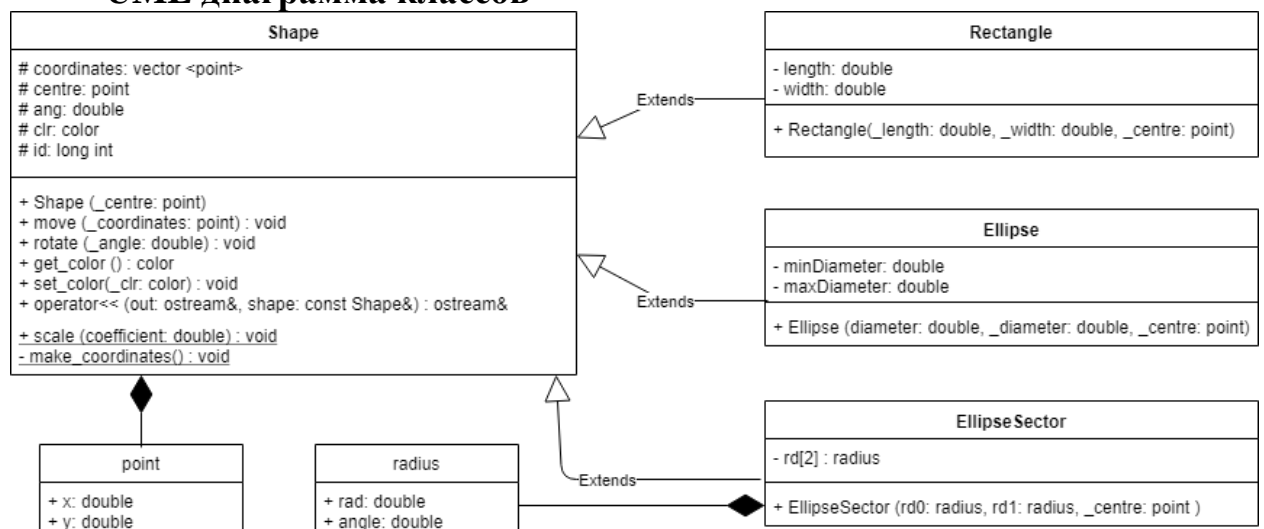 UML диаграмма классов
Shape
# coordinates: vector <point>
# centre: point
# ang: double
# clr: color
# id: long int
+ Shape (_centre: point)
+ move (_coordinates: point) : void
+ rotate (_angle: double) : void
+ get_color () : color
+ set_color(_clr: color) : void
+ operator<< (out: ostream&, shape: const Shape&) : ostream&
+ scale (coefficient: double) : void
- make_coordinates() : void
Extends
Rectangle
- length: double
- width: double
+ Rectangle(_length: double, _width: double, _centre: point)
Extends
Ellipse
- minDiameter: double
- maxDiameter: double
+ Ellipse (diameter: double, _diameter: double, _centre: point)
Extends
EllipseSector
- rd[2] : radius
+ EllipseSector (rd0: radius, rd1: radius, _centre: point )
point
+ x: double
+ y: double
radius
+ rad: double
+ angle: double